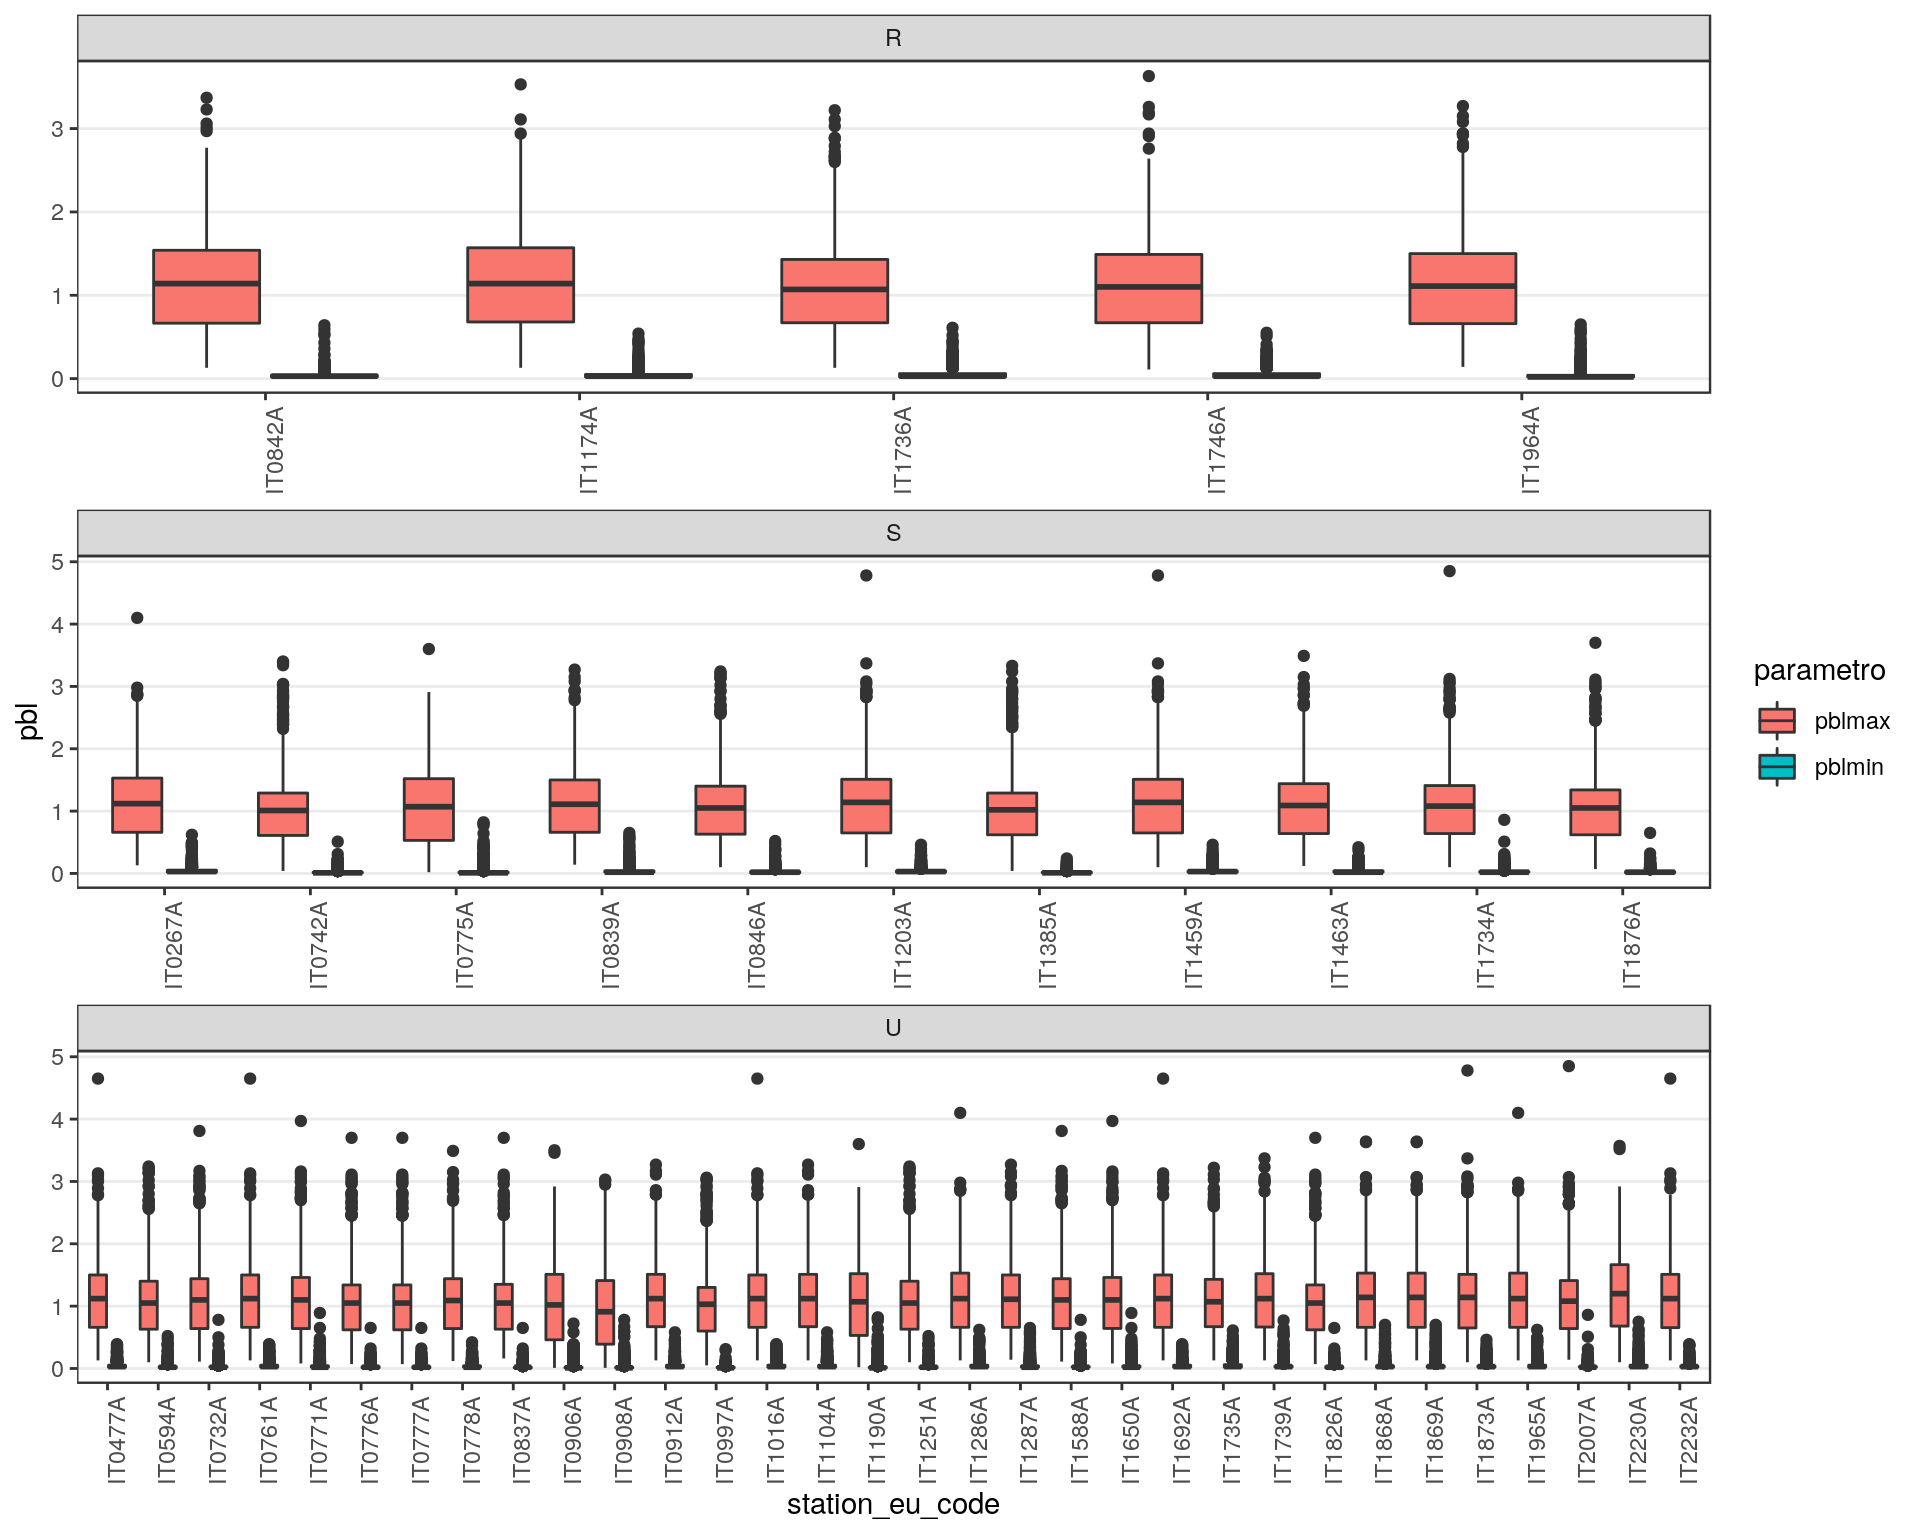 R
3
2
1
0
IT0842A
IT1174A
IT1736A
IT1746A
IT1964A
S
5
4
3
2
1
0
IT0267A
IT0742A
IT0775A
IT0839A
IT0846A
IT1203A
IT1385A
IT1459A
IT1463A
IT1734A
IT1876A
U
5
4
3
2
1
0
IT0477A
IT0594A
IT0732A
IT0761A
IT0771A
IT0776A
IT0777A
IT0778A
IT0837A
IT0906A
IT0908A
IT0912A
IT0997A
IT1016A
IT1104A
IT1190A
IT1251A
IT1286A
IT1287A
IT1588A
IT1650A
IT1692A
IT1735A
IT1739A
IT1826A
IT1868A
IT1869A
IT1873A
IT1965A
IT2007A
IT2230A
IT2232A
station_eu_code
pbl
parametro
pblmax
pblmin